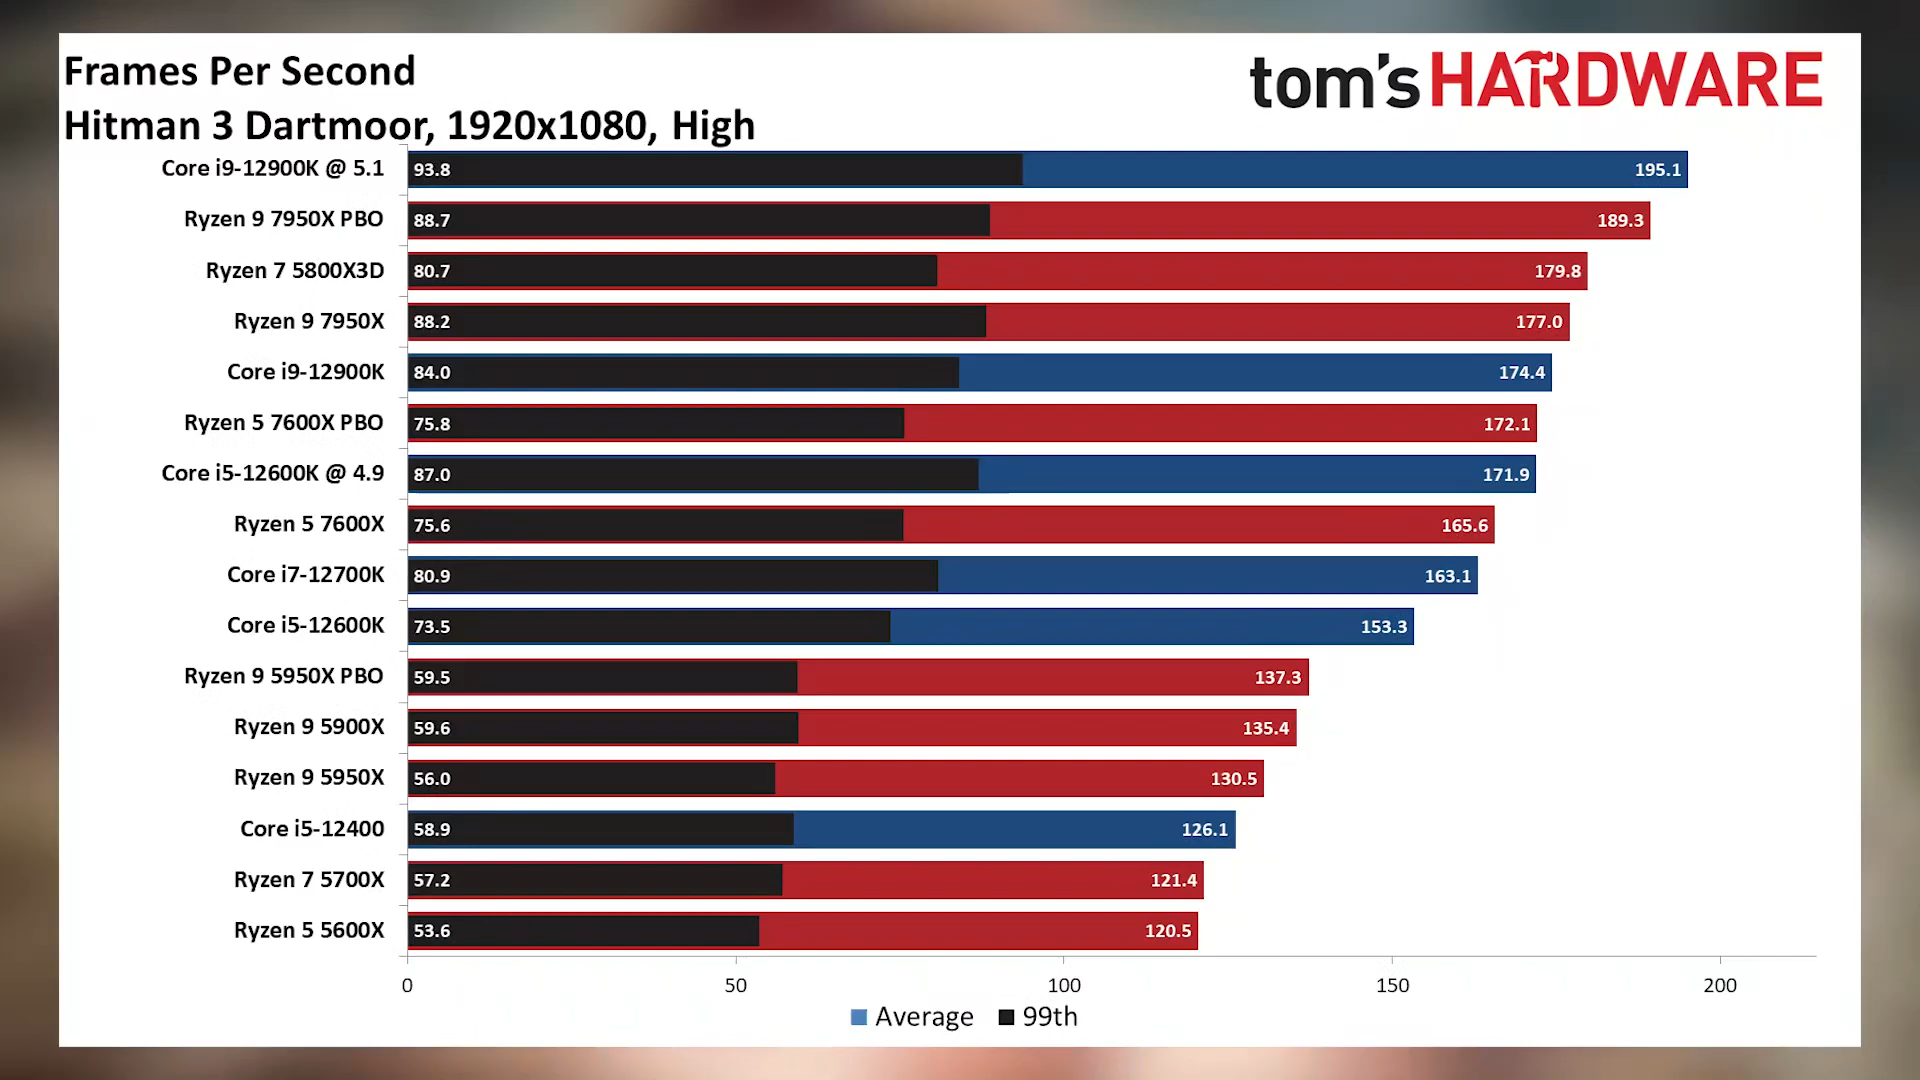 Frames Per Second
tom's HARDWARE
Hitman 3 Dartmoor, 1920x1080, High
Core i9-12900K @ 5.1 93.8 195.1
Ryzen 9 7950X PBO 88.7 189.3
Ryzen 7 5800X3D 80.7 179.8
Ryzen 9 7950X 88.2 177.0
Core i9-12900K 84.0 174.4
Ryzen 5 7600X PBO 75.8 172.1
Core i5-12600K @ 4.9 87.0 171.9
Ryzen 5 7600X 75.6 165.6
Core i7-12700K 80.9 163.1
Core i5-12600K 73.5 153.3
Ryzen 9 5950X PBO 59.5 137.3
Ryzen 9 5900X 59.6 135.4
Ryzen 9 5950X 56.0 130.5
Core i5-12400 58.9 126.1
Ryzen 7 5700X 57.2 121.4
Ryzen 5 5600X 53.6 120.5
0 50 100 150 200
Average 99th